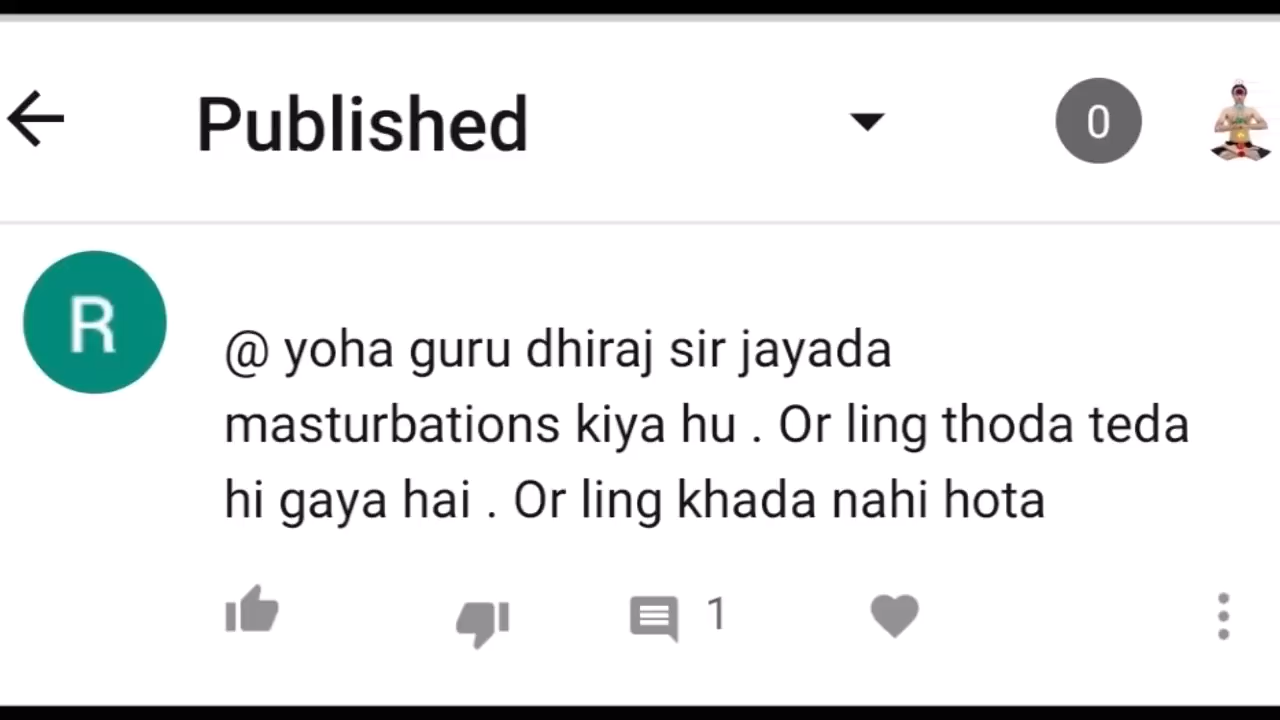 Published
0
R
@ yoha guru dhiraj sir jayada
masturbations kiya hu . Or ling thoda teda
hi gaya hai . Or ling khada nahi hota
1